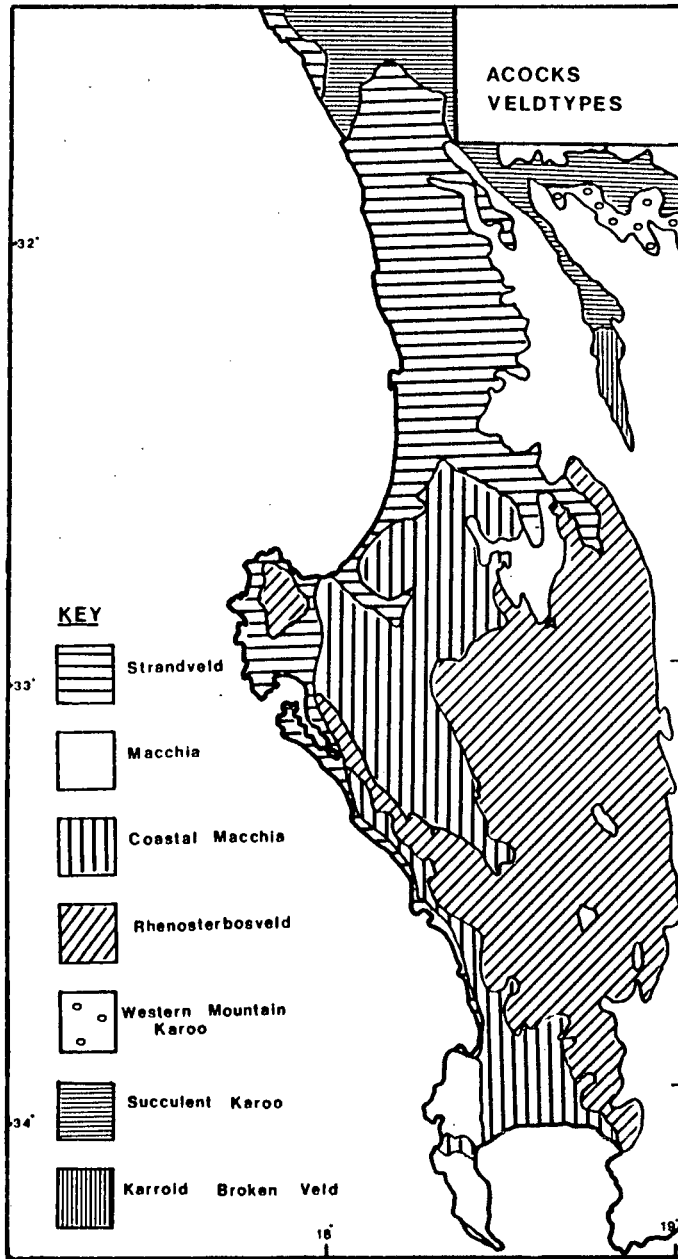 ACOCKS
VELDTYPES
32°
33°
34°
KEY
Strandveld
Macchia
Coastal Macchia
Rhenosterbosveld
Western Mountain
Karoo
Succulent Karoo
Karroid Broken Veld
18°
19°